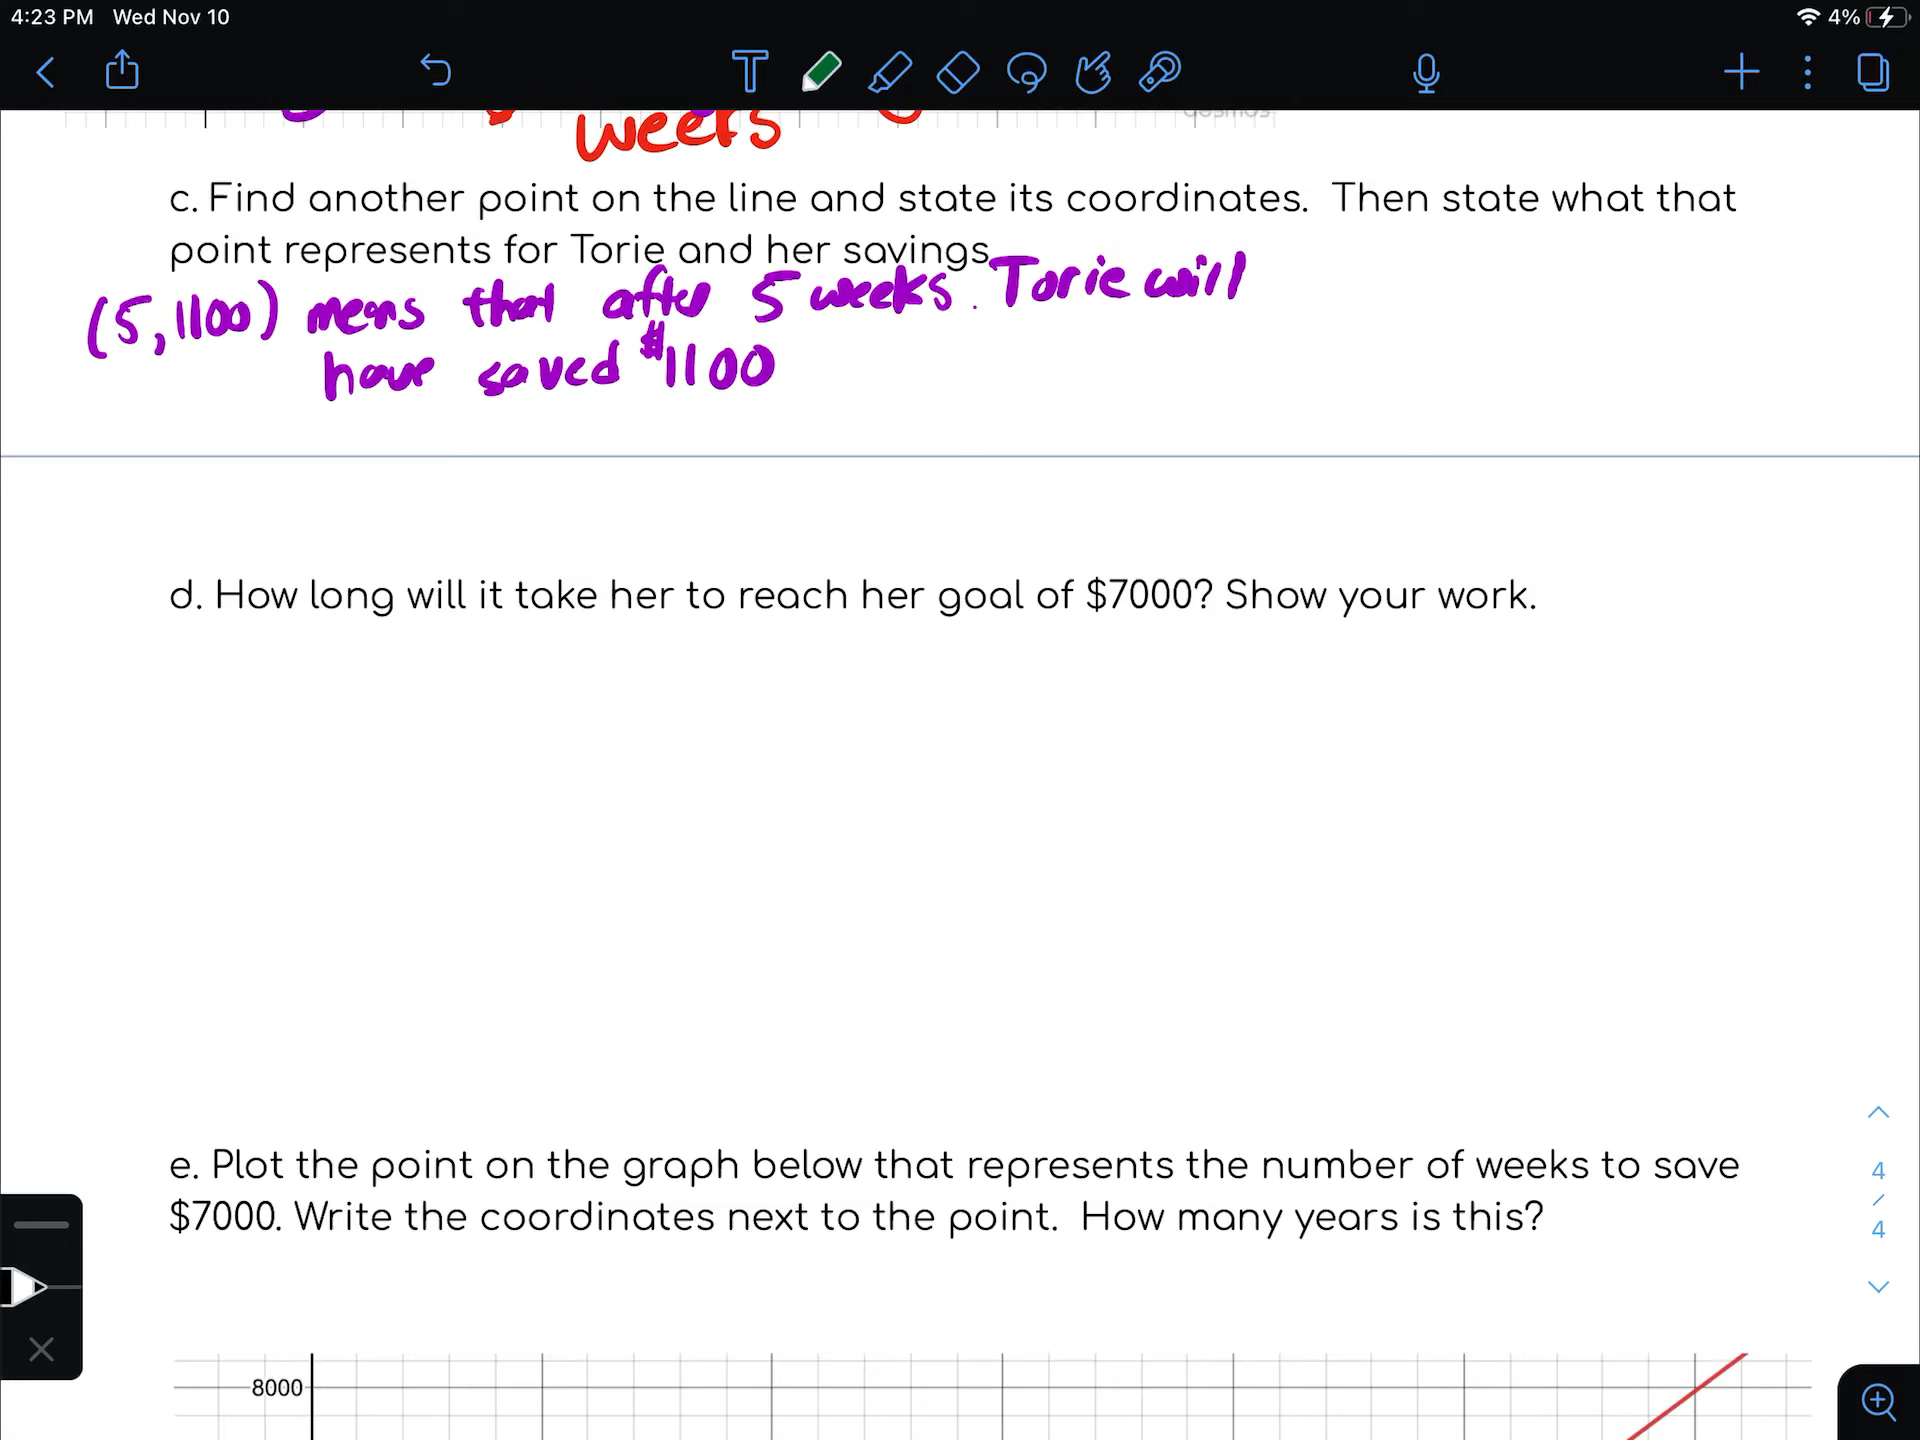 4:23 PM Wed Nov 10 4%
weeks
desmos
c. Find another point on the line and state its coordinates. Then state what that
point represents for Torie and her savings.
(5,1100) means that after 5 weeks. Torie will
have saved $1100
d. How long will it take her to reach her goal of $7000? Show your work.
e. Plot the point on the graph below that represents the number of weeks to save
$7000. Write the coordinates next to the point. How many years is this?
4
/
4
8000